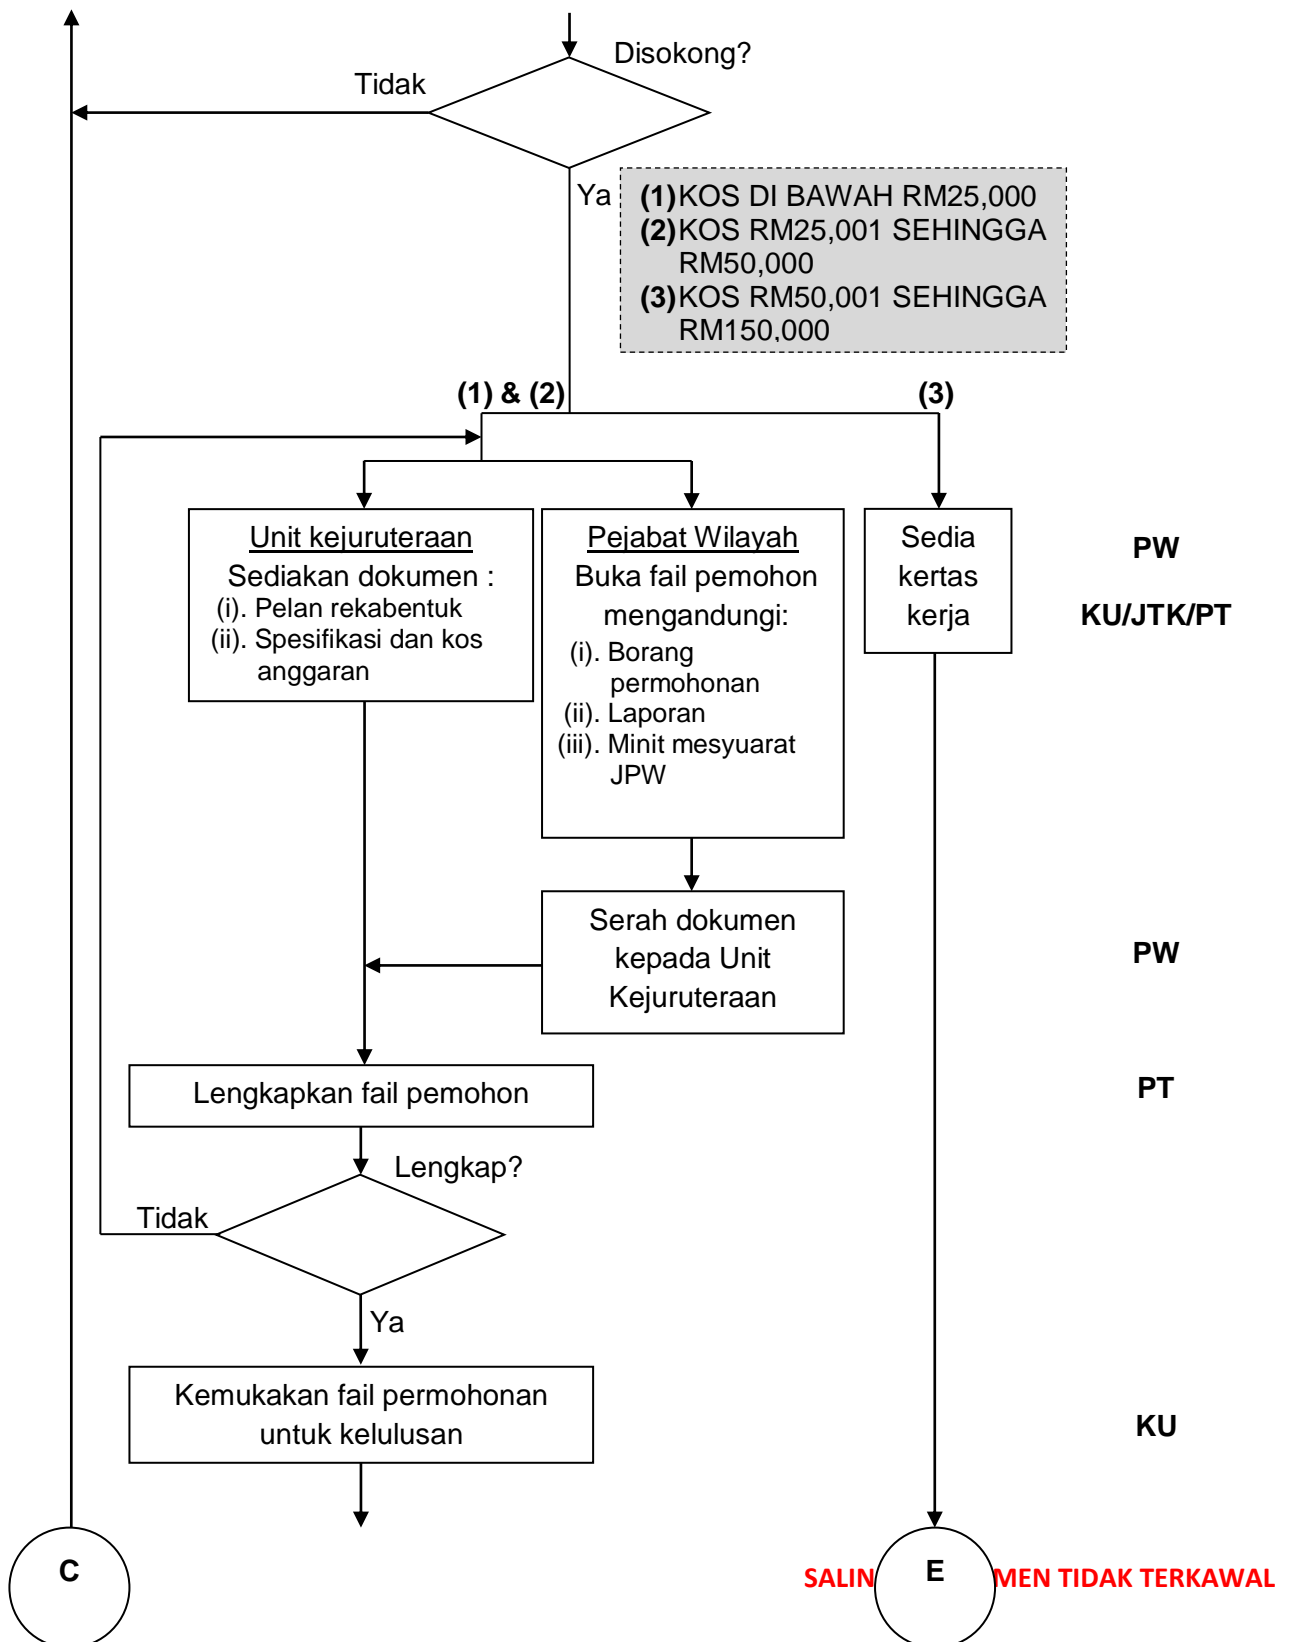 Disokong?
Tidak
Ya
(1)KOS DI BAWAH RM25,000
(2)KOS RM25,001 SEHINGGA
RM50,000
(3)KOS RM50,001 SEHINGGA
RM150,000
(1) & (2)
(3)
Unit kejuruteraan
Sediakan dokumen :
(i). Pelan rekabentuk
(ii). Spesifikasi dan kos
anggaran
Pejabat Wilayah
Buka fail pemohon
mengandungi:
(i). Borang
permohonan
(ii). Laporan
(iii). Minit mesyuarat
JPW
Sedia
kertas
kerja
PW
KU/JTK/PT
Serah dokumen
kepada Unit
Kejuruteraan
PW
Lengkapkan fail pemohon
PT
Lengkap?
Tidak
Ya
Kemukakan fail permohonan
untuk kelulusan
KU
C
E
SALIN MEN TIDAK TERKAWAL